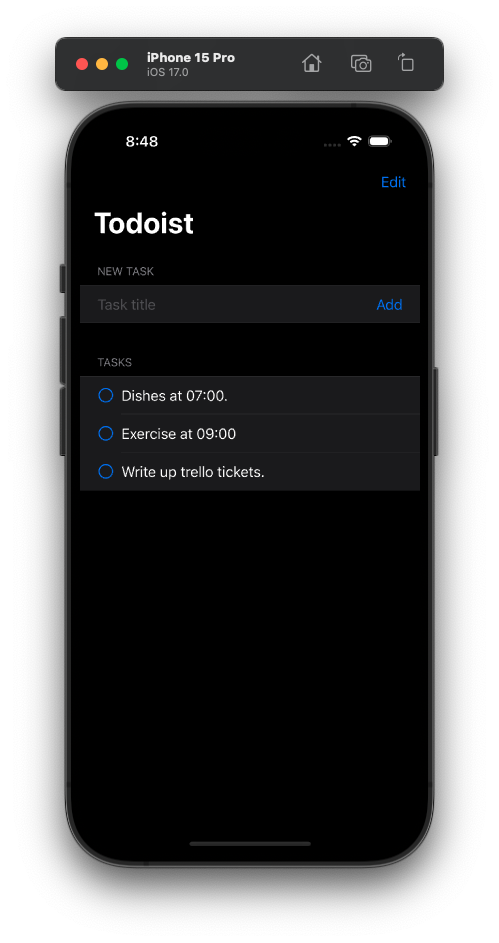 iPhone 15 Pro
iOS 17.0
8:48
Edit
Todoist
NEW TASK
Task title Add
TASKS
Dishes at 07:00.
Exercise at 09:00
Write up trello tickets.